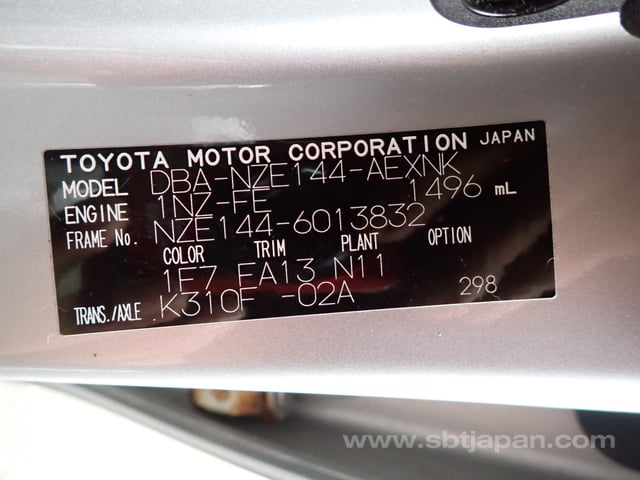 TOYOTA MOTOR CORPORATION JAPAN
MODEL DBA-NZE144-AEXNK
ENGINE 1NZ-FE 1496 mL
FRAME No. NZE144-6013832
COLOR TRIM PLANT OPTION
1E7 FA13 N11
TRANS./AXLE K310F -02A 298
www.sbtjapan.com